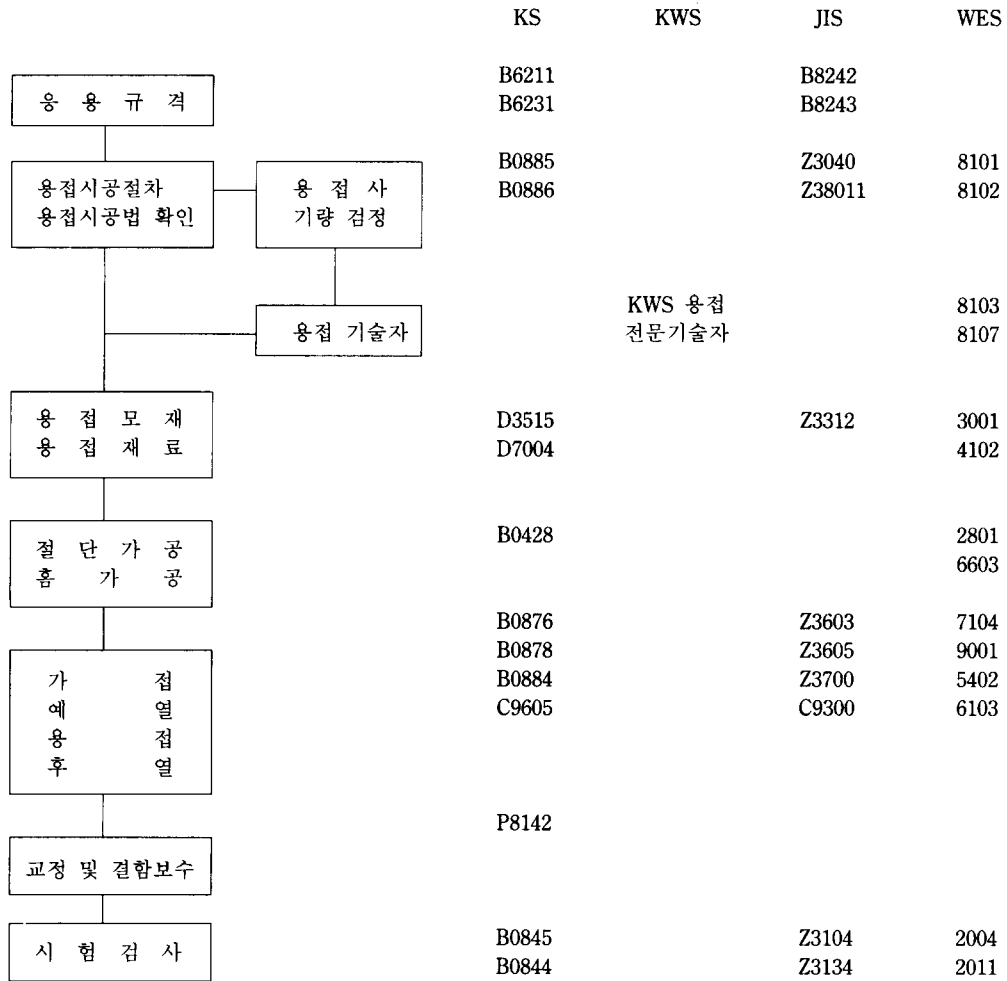 KS KWS JIS WES
B6211 B8242
응 용 규 격
B6231 B8243
B0885 Z3040 8101
용접시공절차 용 접 사
B0886 Z38011 8102
용접시공법 확인 기량 검정
KWS 용접 8103
용접 기술자 전문기술자 8107
용 접 모 재 D3515 Z3312 3001
용 접 재 료 D7004 4102
B0428 2801
절 단 가 공
6603
홈 가 공
B0876 Z3603 7104
B0878 Z3605 9001
가 접 B0884 Z3700 5402
예 열 C9605 C9300 6103
용 접
후 열
P8142
교정 및 결함보수
B0845 Z3104 2004
시 험 검 사
B0844 Z3134 2011